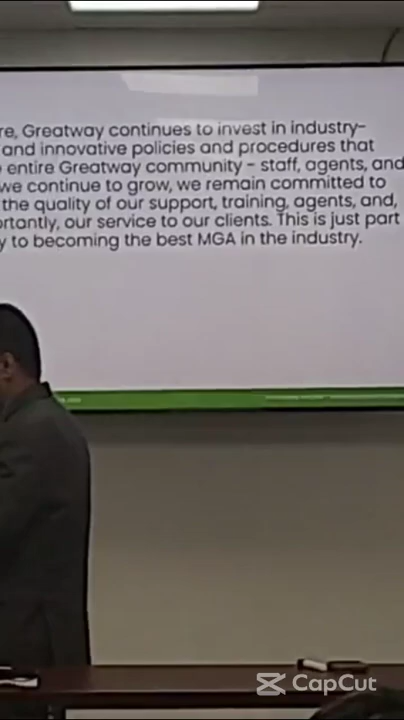 re, Greatway continues to invest in industry-
and innovative policies and procedures that
entire Greatway community - staff, agents, and
we continue to grow, we remain committed to
the quality of our support, training, agents, and,
ortantly, our service to our clients. This is just part
y to becoming the best MGA in the industry.
CapCut